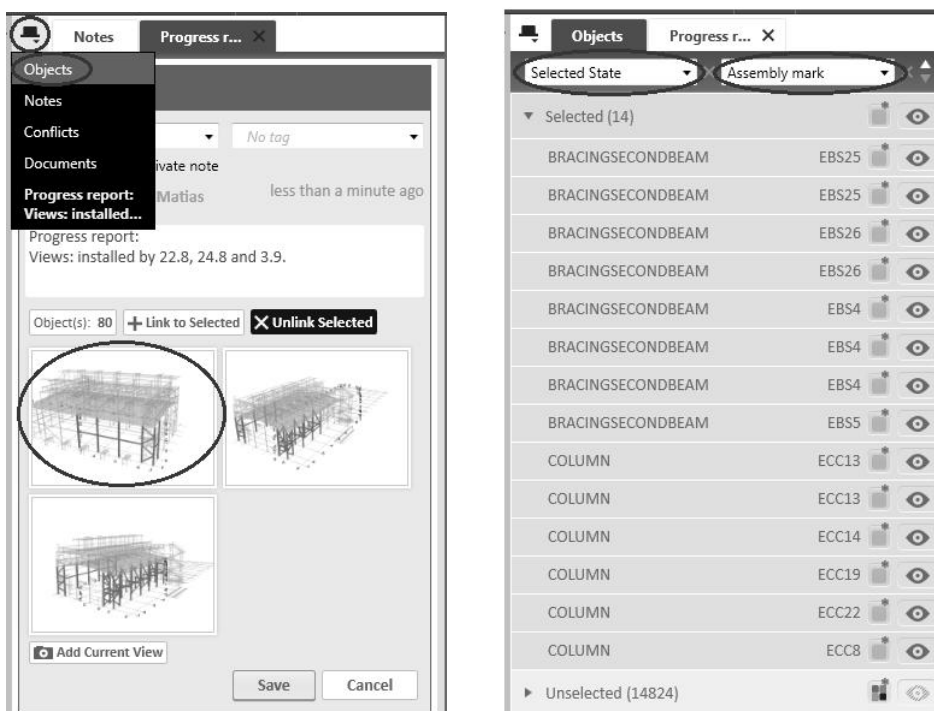 Notes Progress r... X
Objects
Notes
Conflicts
Documents
Progress report:
Views: installed...
No tag
ivate note
Matias less than a minute ago
Progress report:
Views: installed by 22.8, 24.8 and 3.9.
Object(s): 80 + Link to Selected X Unlink Selected
Add Current View
Save Cancel
Objects Progress r... X
Selected State Assembly mark
Selected (14)
BRACINGSECONDBEAM EBS25
BRACINGSECONDBEAM EBS25
BRACINGSECONDBEAM EBS26
BRACINGSECONDBEAM EBS26
BRACINGSECONDBEAM EBS4
BRACINGSECONDBEAM EBS4
BRACINGSECONDBEAM EBS4
BRACINGSECONDBEAM EBS5
COLUMN ECC13
COLUMN ECC13
COLUMN ECC14
COLUMN ECC19
COLUMN ECC22
COLUMN ECC8
Unselected (14824)